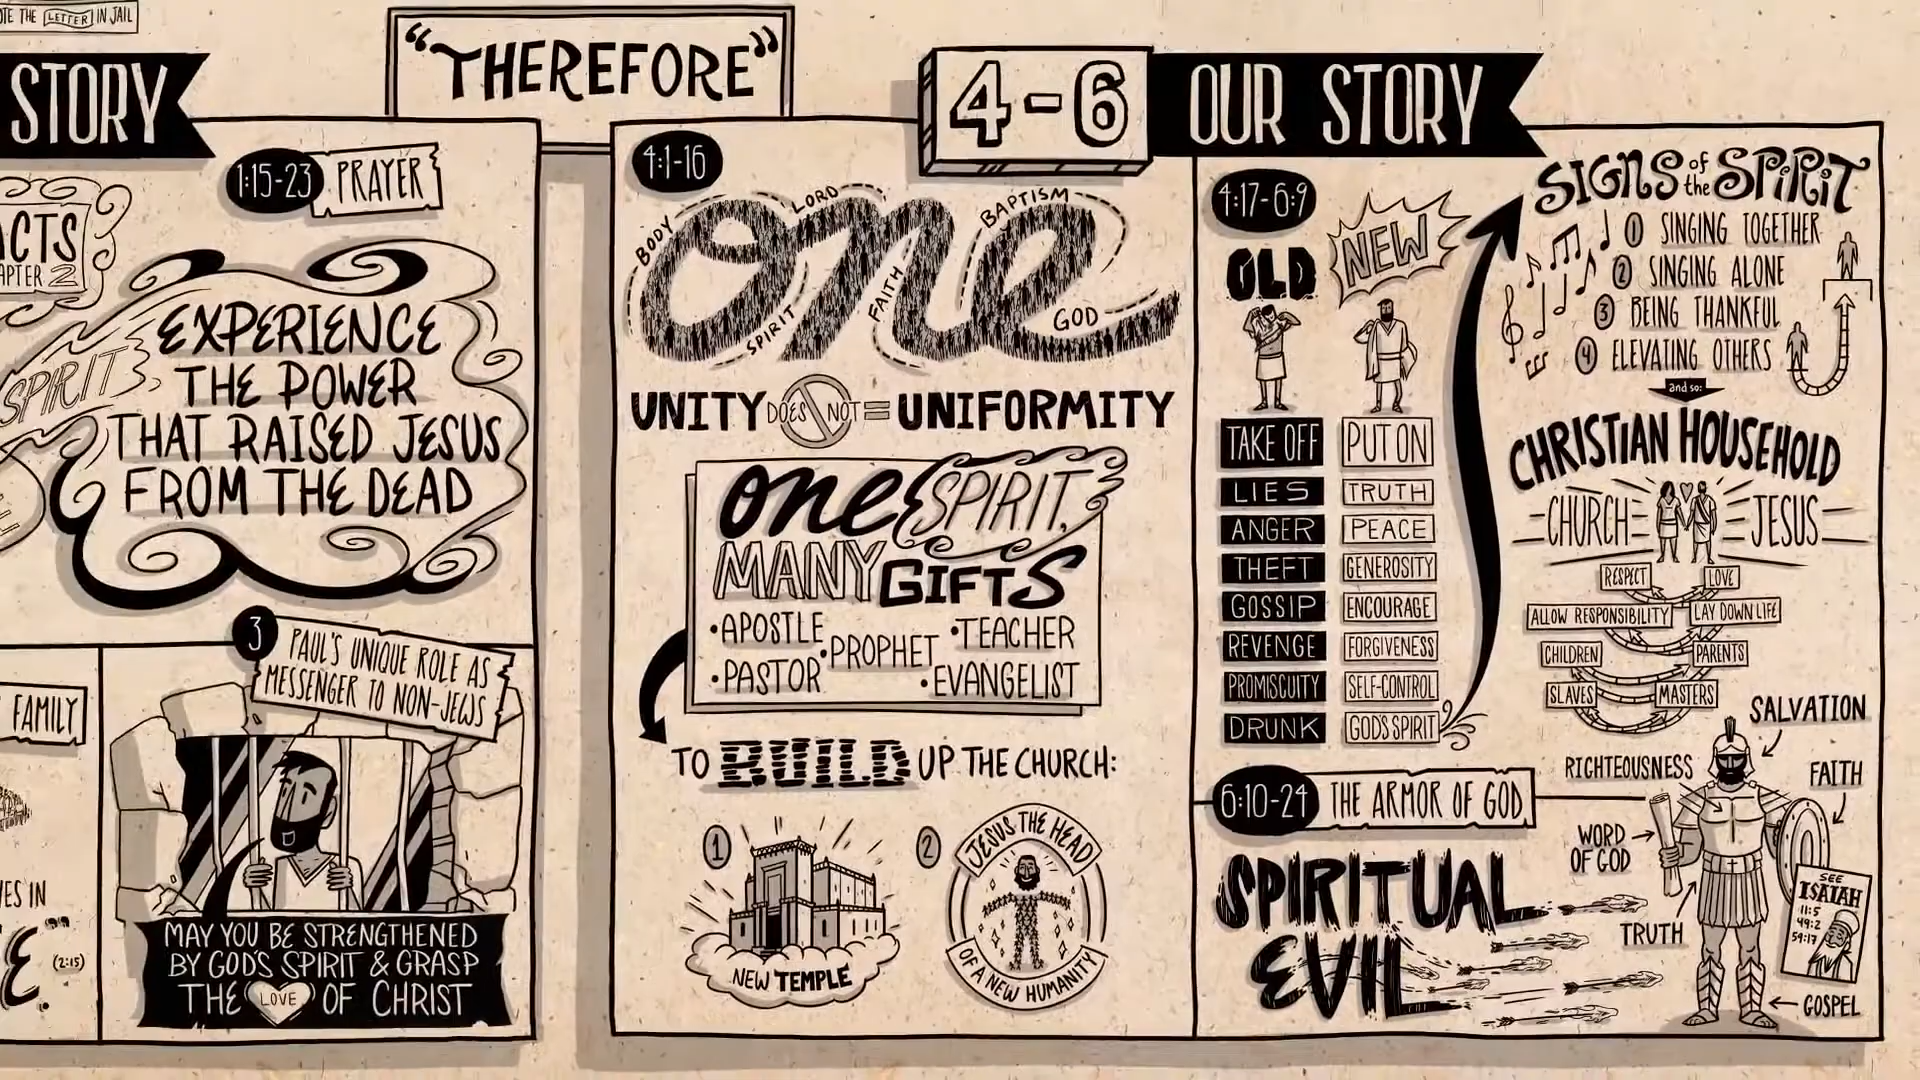 OTE THE LETTER IN JAIL
STORY
1:15-23 PRAYER
ACTS
APTER 2
SPIRIT
EXPERIENCE
THE POWER
THAT RAISED JESUS
FROM THE DEAD
FAMILY
(2:15)
3
PAUL'S UNIQUE ROLE AS
MESSENGER TO NON-JEWS
MAY YOU BE STRENGTHENED
BY GOD'S SPIRIT & GRASP
THE LOVE OF CHRIST
"THEREFORE"
4-6 OUR STORY
4:1-16
one
BODY
LORD
BAPTISM
SPIRIT
FAITH
GOD
UNITY DOES NOT = UNIFORMITY
one SPIRIT,
MANY GIFTS
•APOSTLE
•PROPHET
•TEACHER
•PASTOR
•EVANGELIST
TO BUILD UP THE CHURCH:
1
NEW TEMPLE
2
JESUS THE HEAD
OF A NEW HUMANITY
4:17-6:9
OLD NEW
TAKE OFF PUT ON
LIES TRUTH
ANGER PEACE
THEFT GENEROSITY
GOSSIP ENCOURAGE
REVENGE FORGIVENESS
PROMISCUITY SELF-CONTROL
DRUNK GOD'S SPIRIT
SIGNS of the SPIRIT
1 SINGING TOGETHER
2 SINGING ALONE
3 BEING THANKFUL
4 ELEVATING OTHERS
and so:
CHRISTIAN HOUSEHOLD
CHURCH JESUS
RESPECT LOVE
ALLOW RESPONSIBILITY LAY DOWN LIFE
CHILDREN PARENTS
SLAVES MASTERS
6:10-24 THE ARMOR OF GOD
SPIRITUAL
EVIL
SALVATION
RIGHTEOUSNESS
FAITH
WORD
OF GOD
TRUTH
GOSPEL
SEE
ISAIAH
11:5
49:2
59:17